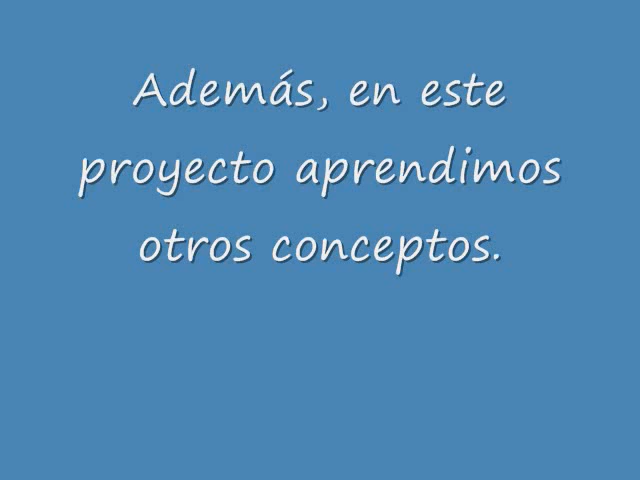 Además, en este
proyecto aprendimos
otros conceptos.